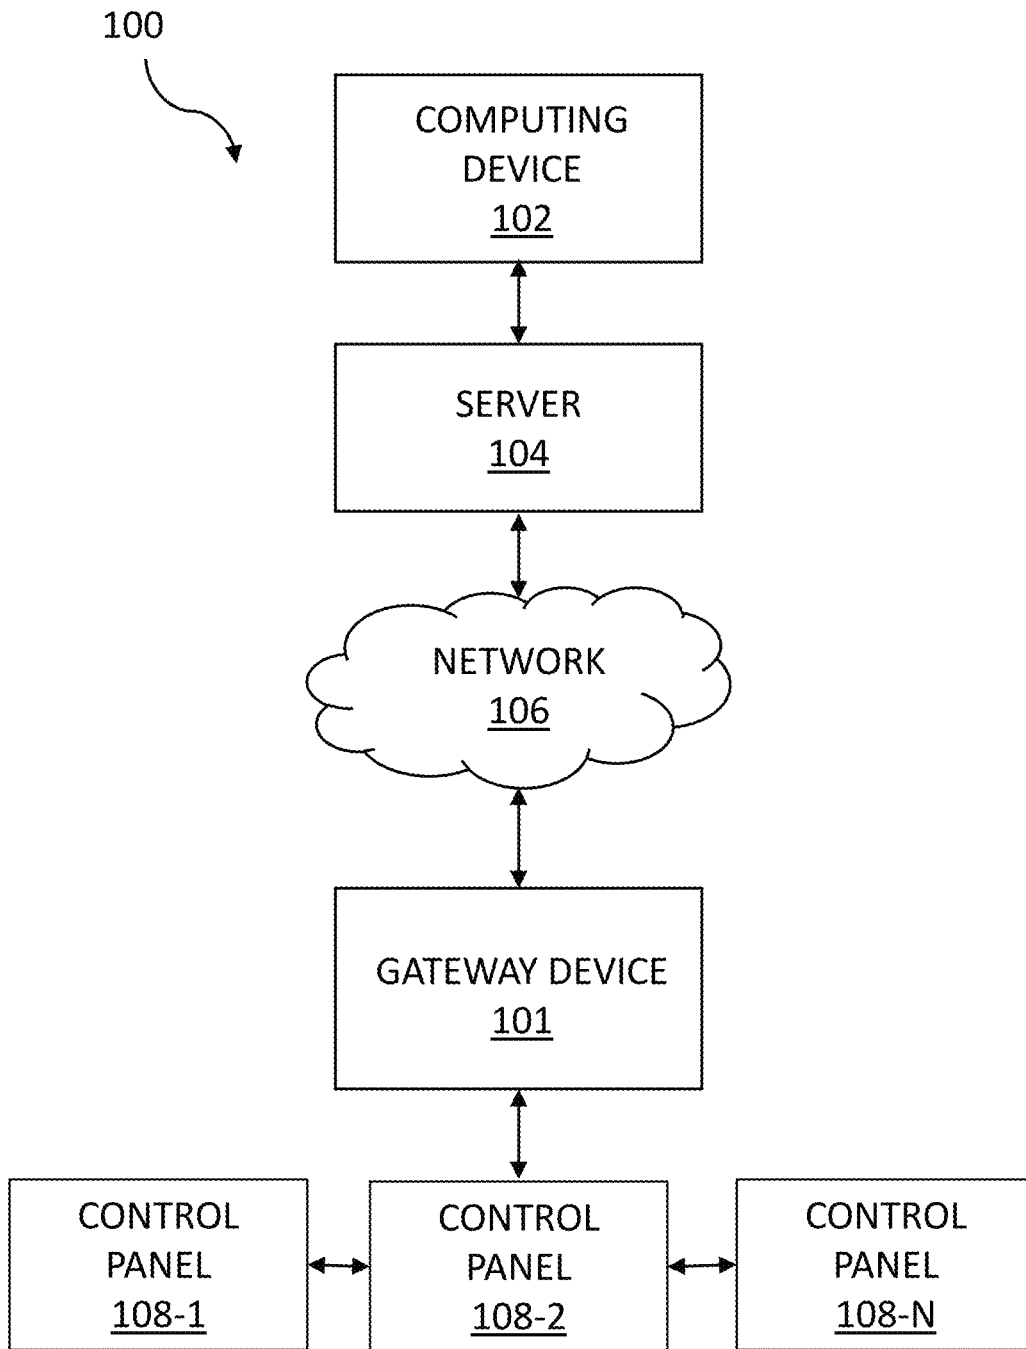 100
COMPUTING
DEVICE
102
SERVER
104
NETWORK
106
GATEWAY DEVICE
101
CONTROL
PANEL
108-1
CONTROL
PANEL
108-2
CONTROL
PANEL
108-N